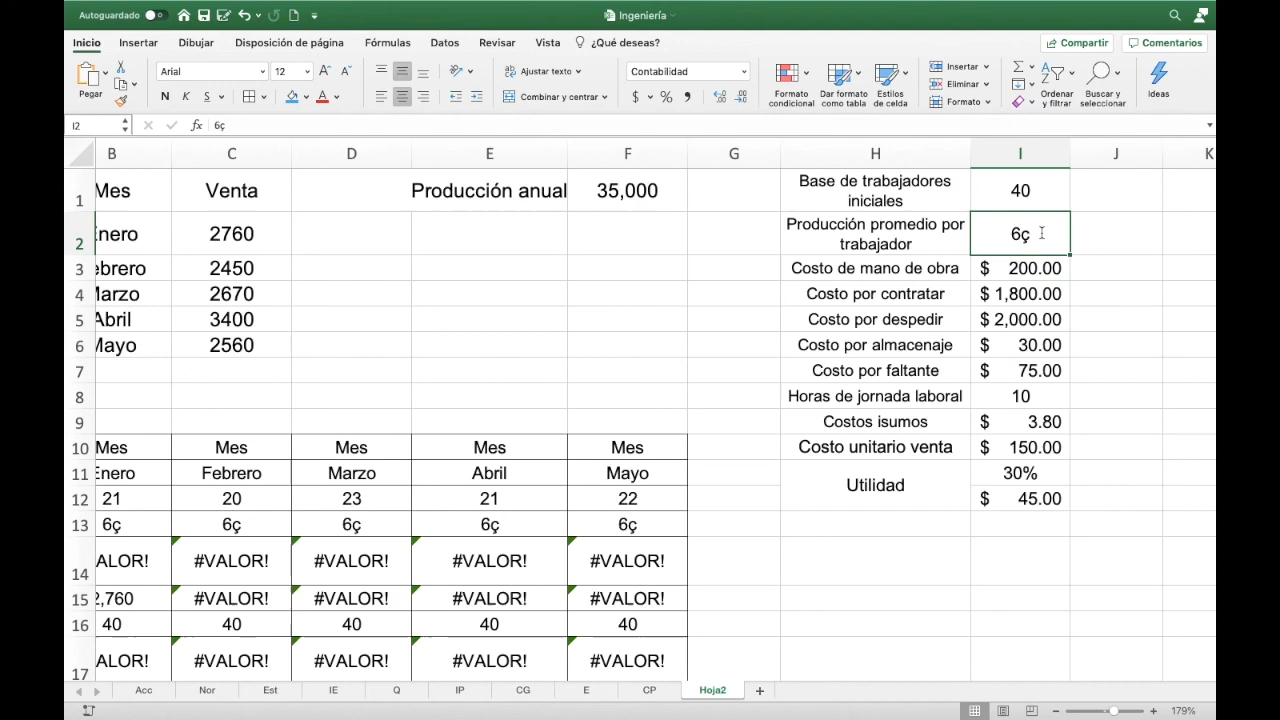 Autoguardado
Ingeniería
Inicio
Insertar
Dibujar
Disposición de página
Fórmulas
Datos
Revisar
Vista
¿Qué deseas?
Compartir
Comentarios
Pegar
Arial
12
N K S
Ajustar texto
Combinar y centrar
Contabilidad
$ %
Formato condicional
Dar formato como tabla
Estilos de celda
Insertar
Eliminar
Formato
Ordenar y filtrar
Buscar y seleccionar
Ideas
I2 fx 6ç
B C D E F G H I J K
1 Mes Venta Producción anual 35,000 Base de trabajadores iniciales 40
2 nero 2760 Producción promedio por trabajador 6ç
3 ebrero 2450 Costo de mano de obra $ 200.00
4 Marzo 2670 Costo por contratar $ 1,800.00
5 Abril 3400 Costo por despedir $ 2,000.00
6 Mayo 2560 Costo por almacenaje $ 30.00
7 Costo por faltante $ 75.00
8 Horas de jornada laboral 10
9 Costos isumos $ 3.80
10 Mes Mes Mes Mes Mes Costo unitario venta $ 150.00
11 Enero Febrero Marzo Abril Mayo Utilidad 30%
12 21 20 23 21 22 $ 45.00
13 6ç 6ç 6ç 6ç 6ç
14 ALOR! #VALOR! #VALOR! #VALOR! #VALOR!
15 2,760 #VALOR! #VALOR! #VALOR! #VALOR!
16 40 40 40 40 40
17 ALOR! #VALOR! #VALOR! #VALOR! #VALOR!
Acc Nor Est IE Q IP CG E CP Hoja2
179%